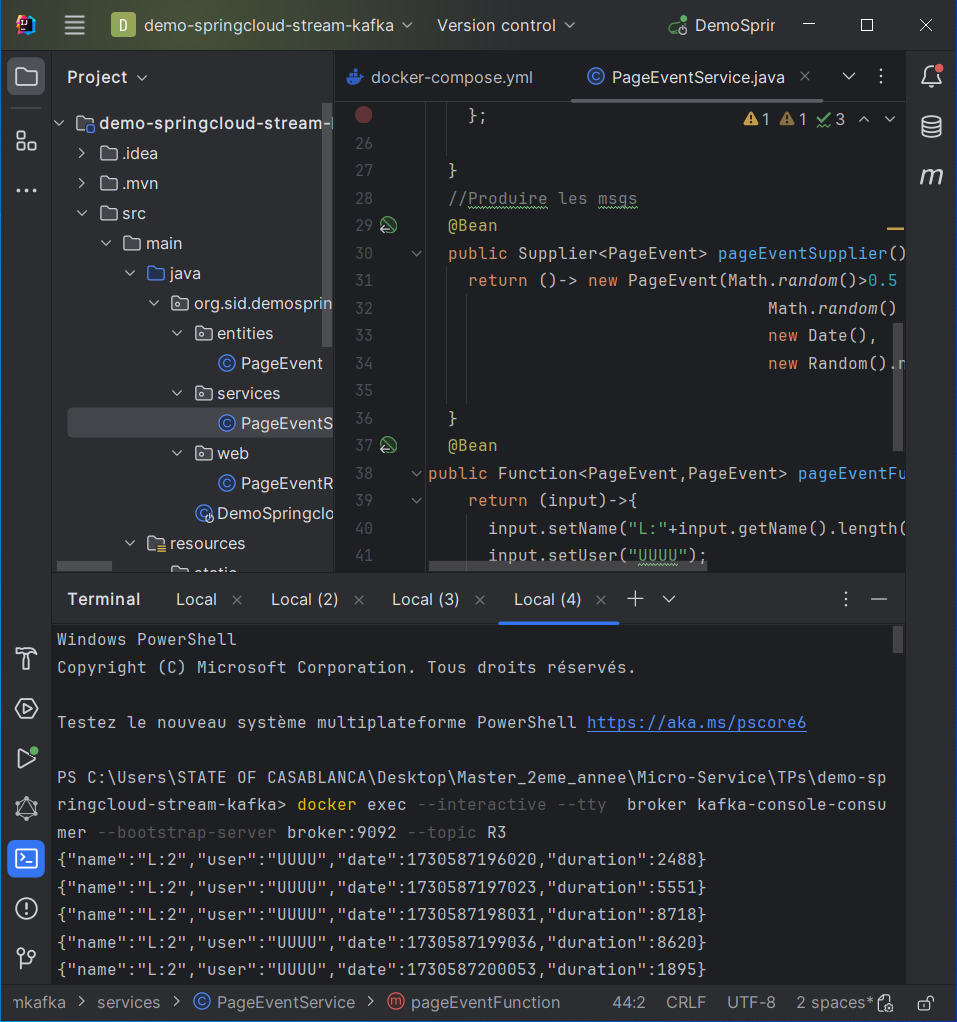 D demo-springcloud-stream-kafka Version control DemoSprir
Project
demo-springcloud-stream-
.idea
.mvn
src
main
java
org.sid.demosprin
entities
PageEvent
services
PageEventS
web
PageEventR
DemoSpringclo
resources
static
docker-compose.yml PageEventService.java
};
1 1 3
26
27 }
28 //Produire les msgs
29 @Bean
30 public Supplier<PageEvent> pageEventSupplier()
31 return ()-> new PageEvent(Math.random()>0.5
32 Math.random()
33 new Date(),
34 new Random().n
35
36 }
37 @Bean
38 public Function<PageEvent,PageEvent> pageEventFu
39 return (input)->{
40 input.setName("L:"+input.getName().length(
41 input.setUser("UUUU");
Terminal Local Local (2) Local (3) Local (4)
Windows PowerShell
Copyright (C) Microsoft Corporation. Tous droits réservés.
Testez le nouveau système multiplateforme PowerShell https://aka.ms/pscore6
PS C:\Users\STATE OF CASABLANCA\Desktop\Master_2eme_annee\Micro-Service\TPs\demo-sp
ringcloud-stream-kafka> docker exec --interactive --tty  broker kafka-console-consu
mer --bootstrap-server broker:9092 --topic R3
{"name":"L:2","user":"UUUU","date":1730587196020,"duration":2488}
{"name":"L:2","user":"UUUU","date":1730587197023,"duration":5551}
{"name":"L:2","user":"UUUU","date":1730587198031,"duration":8718}
{"name":"L:2","user":"UUUU","date":1730587199036,"duration":8620}
{"name":"L:2","user":"UUUU","date":1730587200053,"duration":1895}
mkafka > services > PageEventService > pageEventFunction 44:2 CRLF UTF-8 2 spaces*